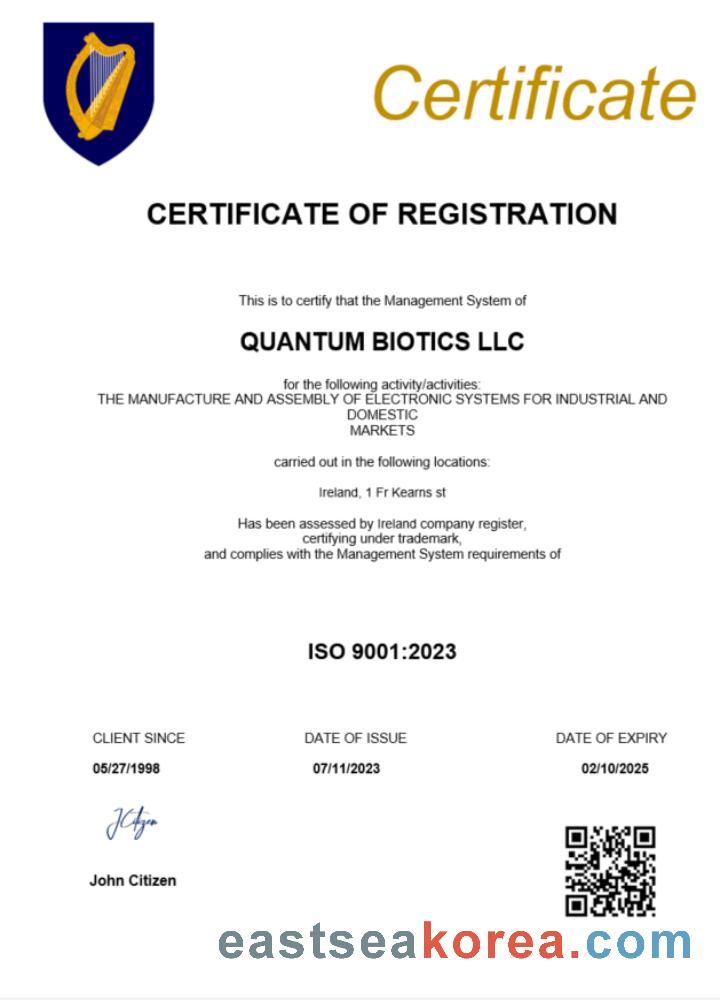 Certificate
CERTIFICATE OF REGISTRATION
This is to certify that the Management System of
QUANTUM BIOTICS LLC
for the following activity/activities:
THE MANUFACTURE AND ASSEMBLY OF ELECTRONIC SYSTEMS FOR INDUSTRIAL AND
DOMESTIC
MARKETS
carried out in the following locations:
Ireland, 1 Fr Kearns st
Has been assessed by Ireland company register,
certifying under trademark,
and complies with the Management System requirements of
ISO 9001:2023
CLIENT SINCE
DATE OF ISSUE
DATE OF EXPIRY
05/27/1998
07/11/2023
02/10/2025
JCitizen
John Citizen
eastseakorea.com